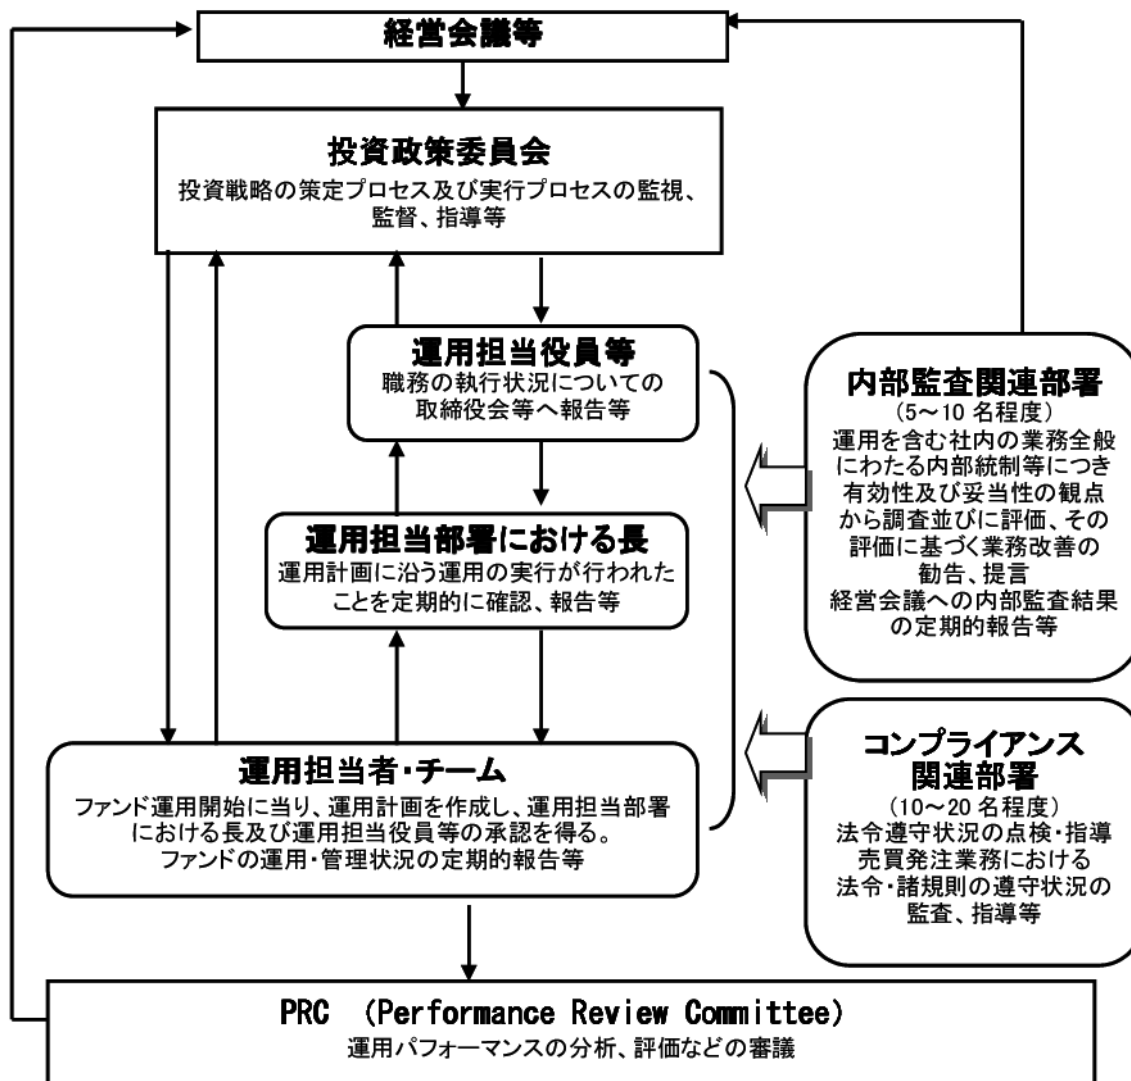 経営会議等
投資政策委員会
投資戦略の策定プロセス及び実行プロセスの監視、
監督、指導等
運用担当役員等
職務の執行状況についての
取締役会等へ報告等
運用担当部署における長
運用計画に沿う運用の実行が行われた
ことを定期的に確認、報告等
運用担当者・チーム
ファンド運用開始に当り、運用計画を作成し、運用担当部署
における長及び運用担当役員等の承認を得る。
ファンドの運用・管理状況の定期的報告等
内部監査関連部署
(5～10 名程度)
運用を含む社内の業務全般
にわたる内部統制等につき
有効性及び妥当性の観点
から調査並びに評価、その
評価に基づく業務改善の
勧告、提言
経営会議への内部監査結果
の定期的報告等
コンプライアンス
関連部署
(10～20 名程度)
法令遵守状況の点検・指導
売買発注業務における
法令・諸規則の遵守状況の
監査、指導等
PRC (Performance Review Committee)
運用パフォーマンスの分析、評価などの審議